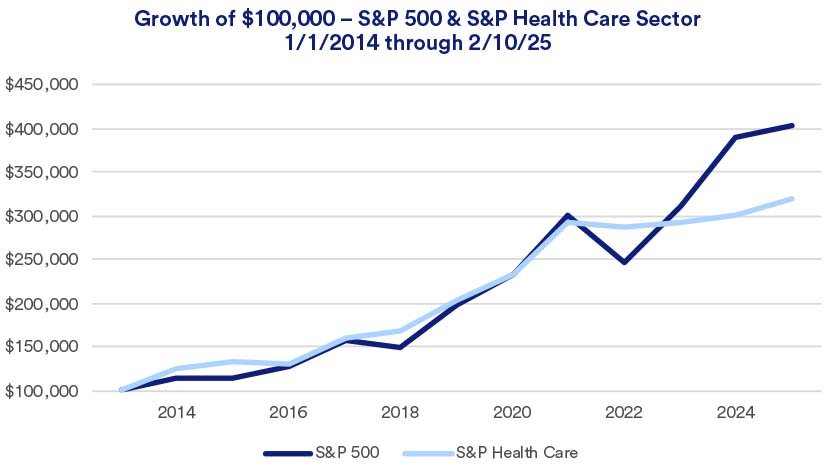 Growth of $100,000 – S&P 500 & S&P Health Care Sector
1/1/2014 through 2/10/25
$450,000
$400,000
$350,000
$300,000
$250,000
$200,000
$150,000
$100,000
2014 2016 2018 2020 2022 2024
S&P 500 S&P Health Care